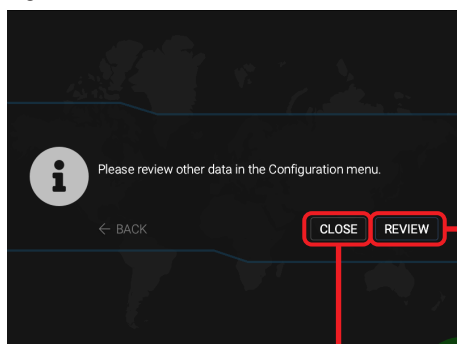 Please review other data in the Configuration menu.
← BACK CLOSE REVIEW